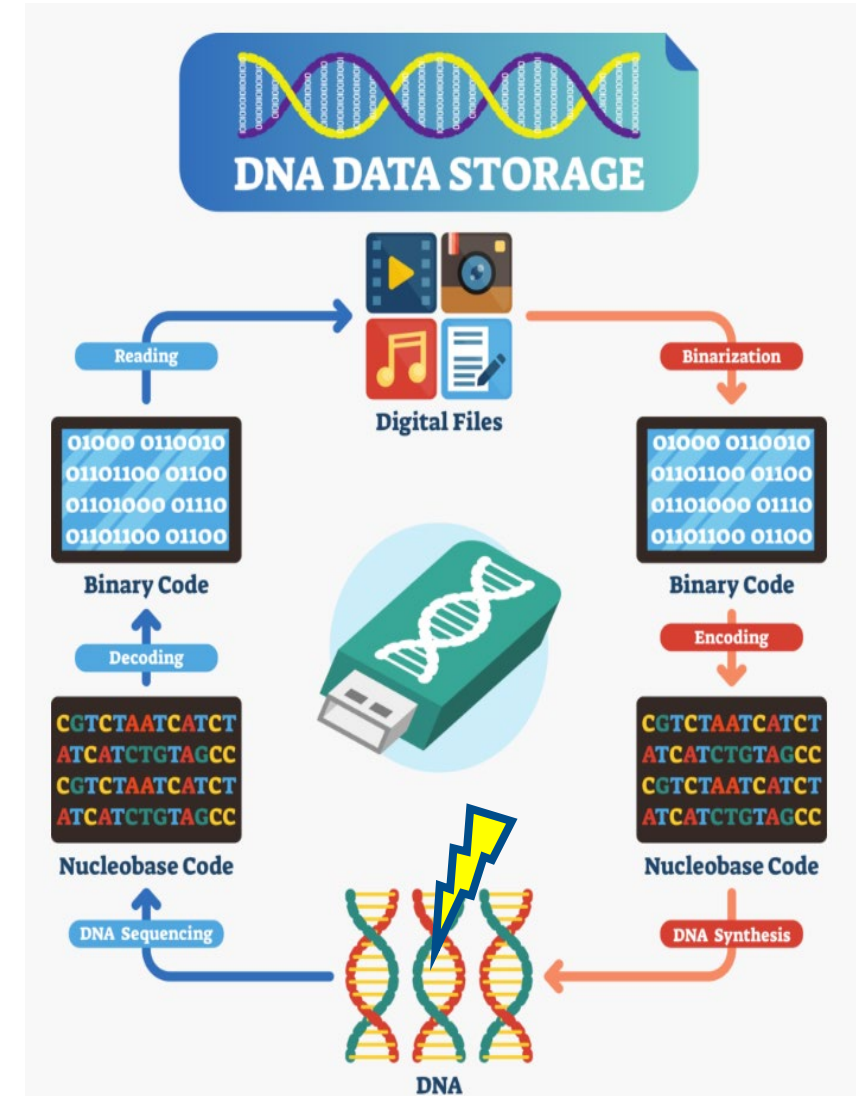 DNA DATA STORAGE
Digital Files
Reading
Binarization
01000 0110010
01101100 01100
01101000 01110
01101100 01100
Binary Code
01000 0110010
01101100 01100
01101000 01110
01101100 01100
Binary Code
Decoding
Encoding
CGTCTAATCATCT
ATCATCTGTAGCC
CGTCTAATCATCT
ATCATCTGTAGCC
Nucleobase Code
CGTCTAATCATCT
ATCATCTGTAGCC
CGTCTAATCATCT
ATCATCTGTAGCC
Nucleobase Code
DNA Sequencing
DNA Synthesis
DNA